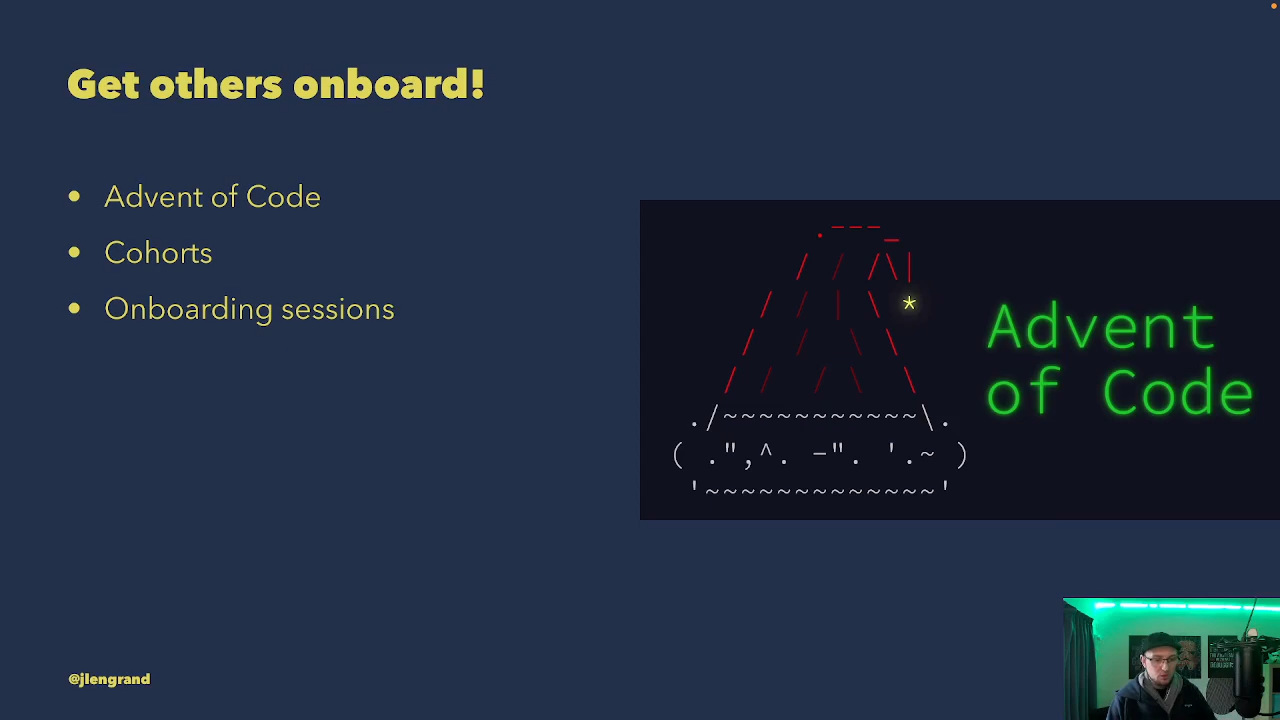 Get others onboard!
• Advent of Code
• Cohorts
• Onboarding sessions
Advent
of Code
@jlengrand